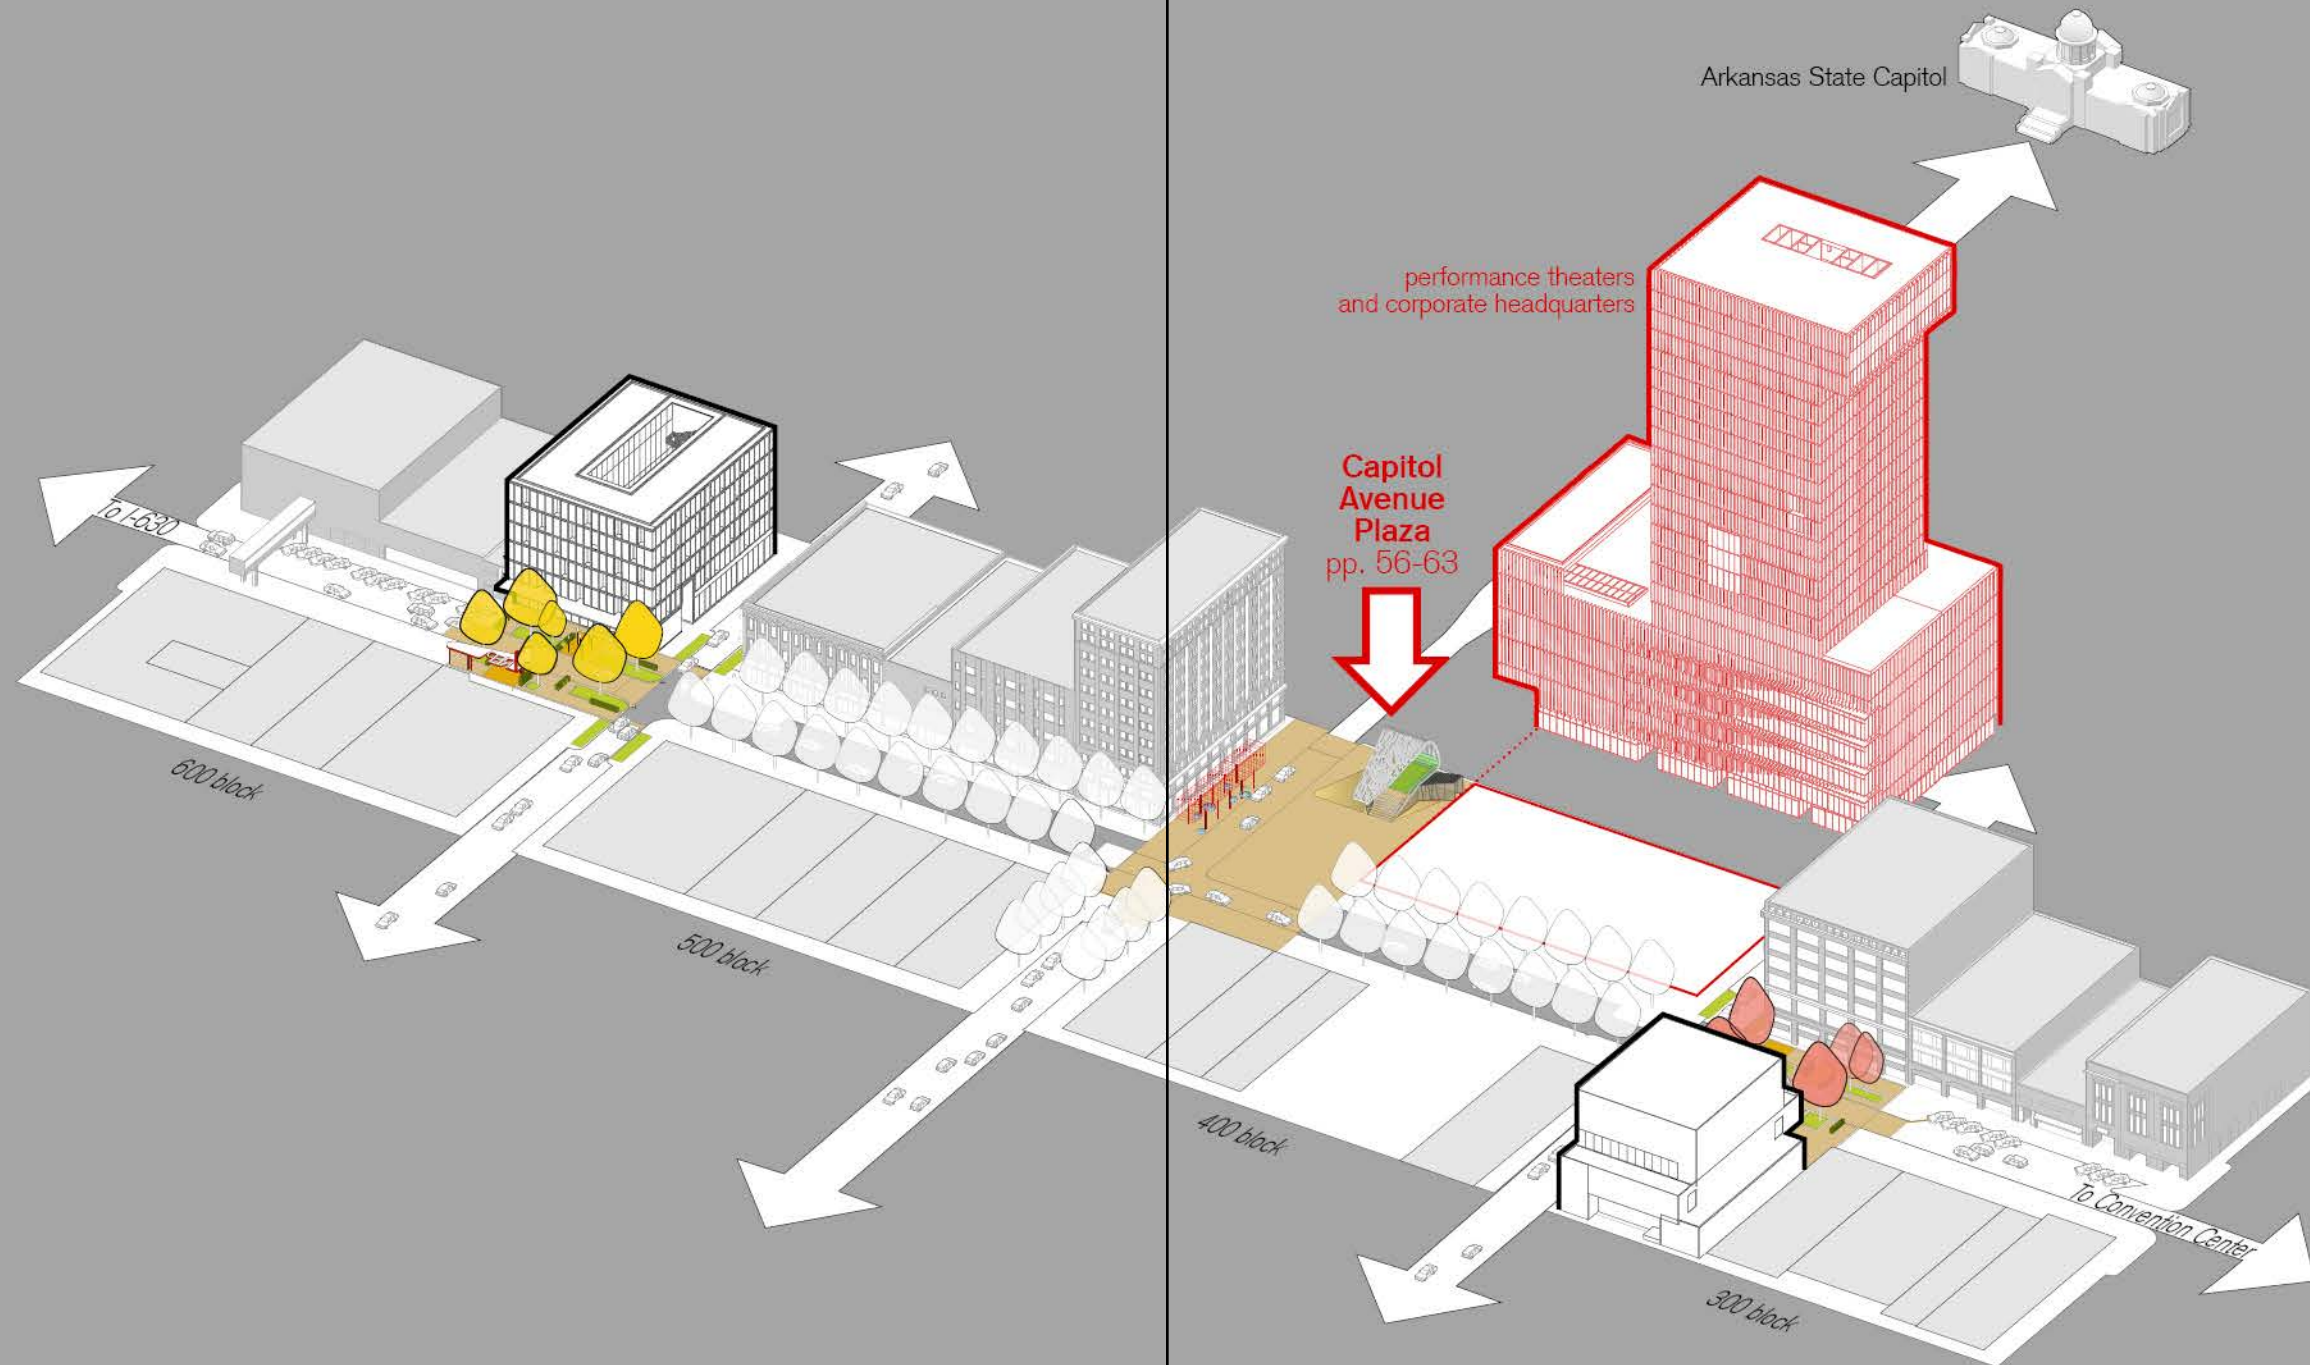 Arkansas State Capitol
performance theaters
and corporate headquarters
Capitol
Avenue
Plaza
pp. 56-63
To I-630
600 block
500 block
400 block
300 block
To Convention Center